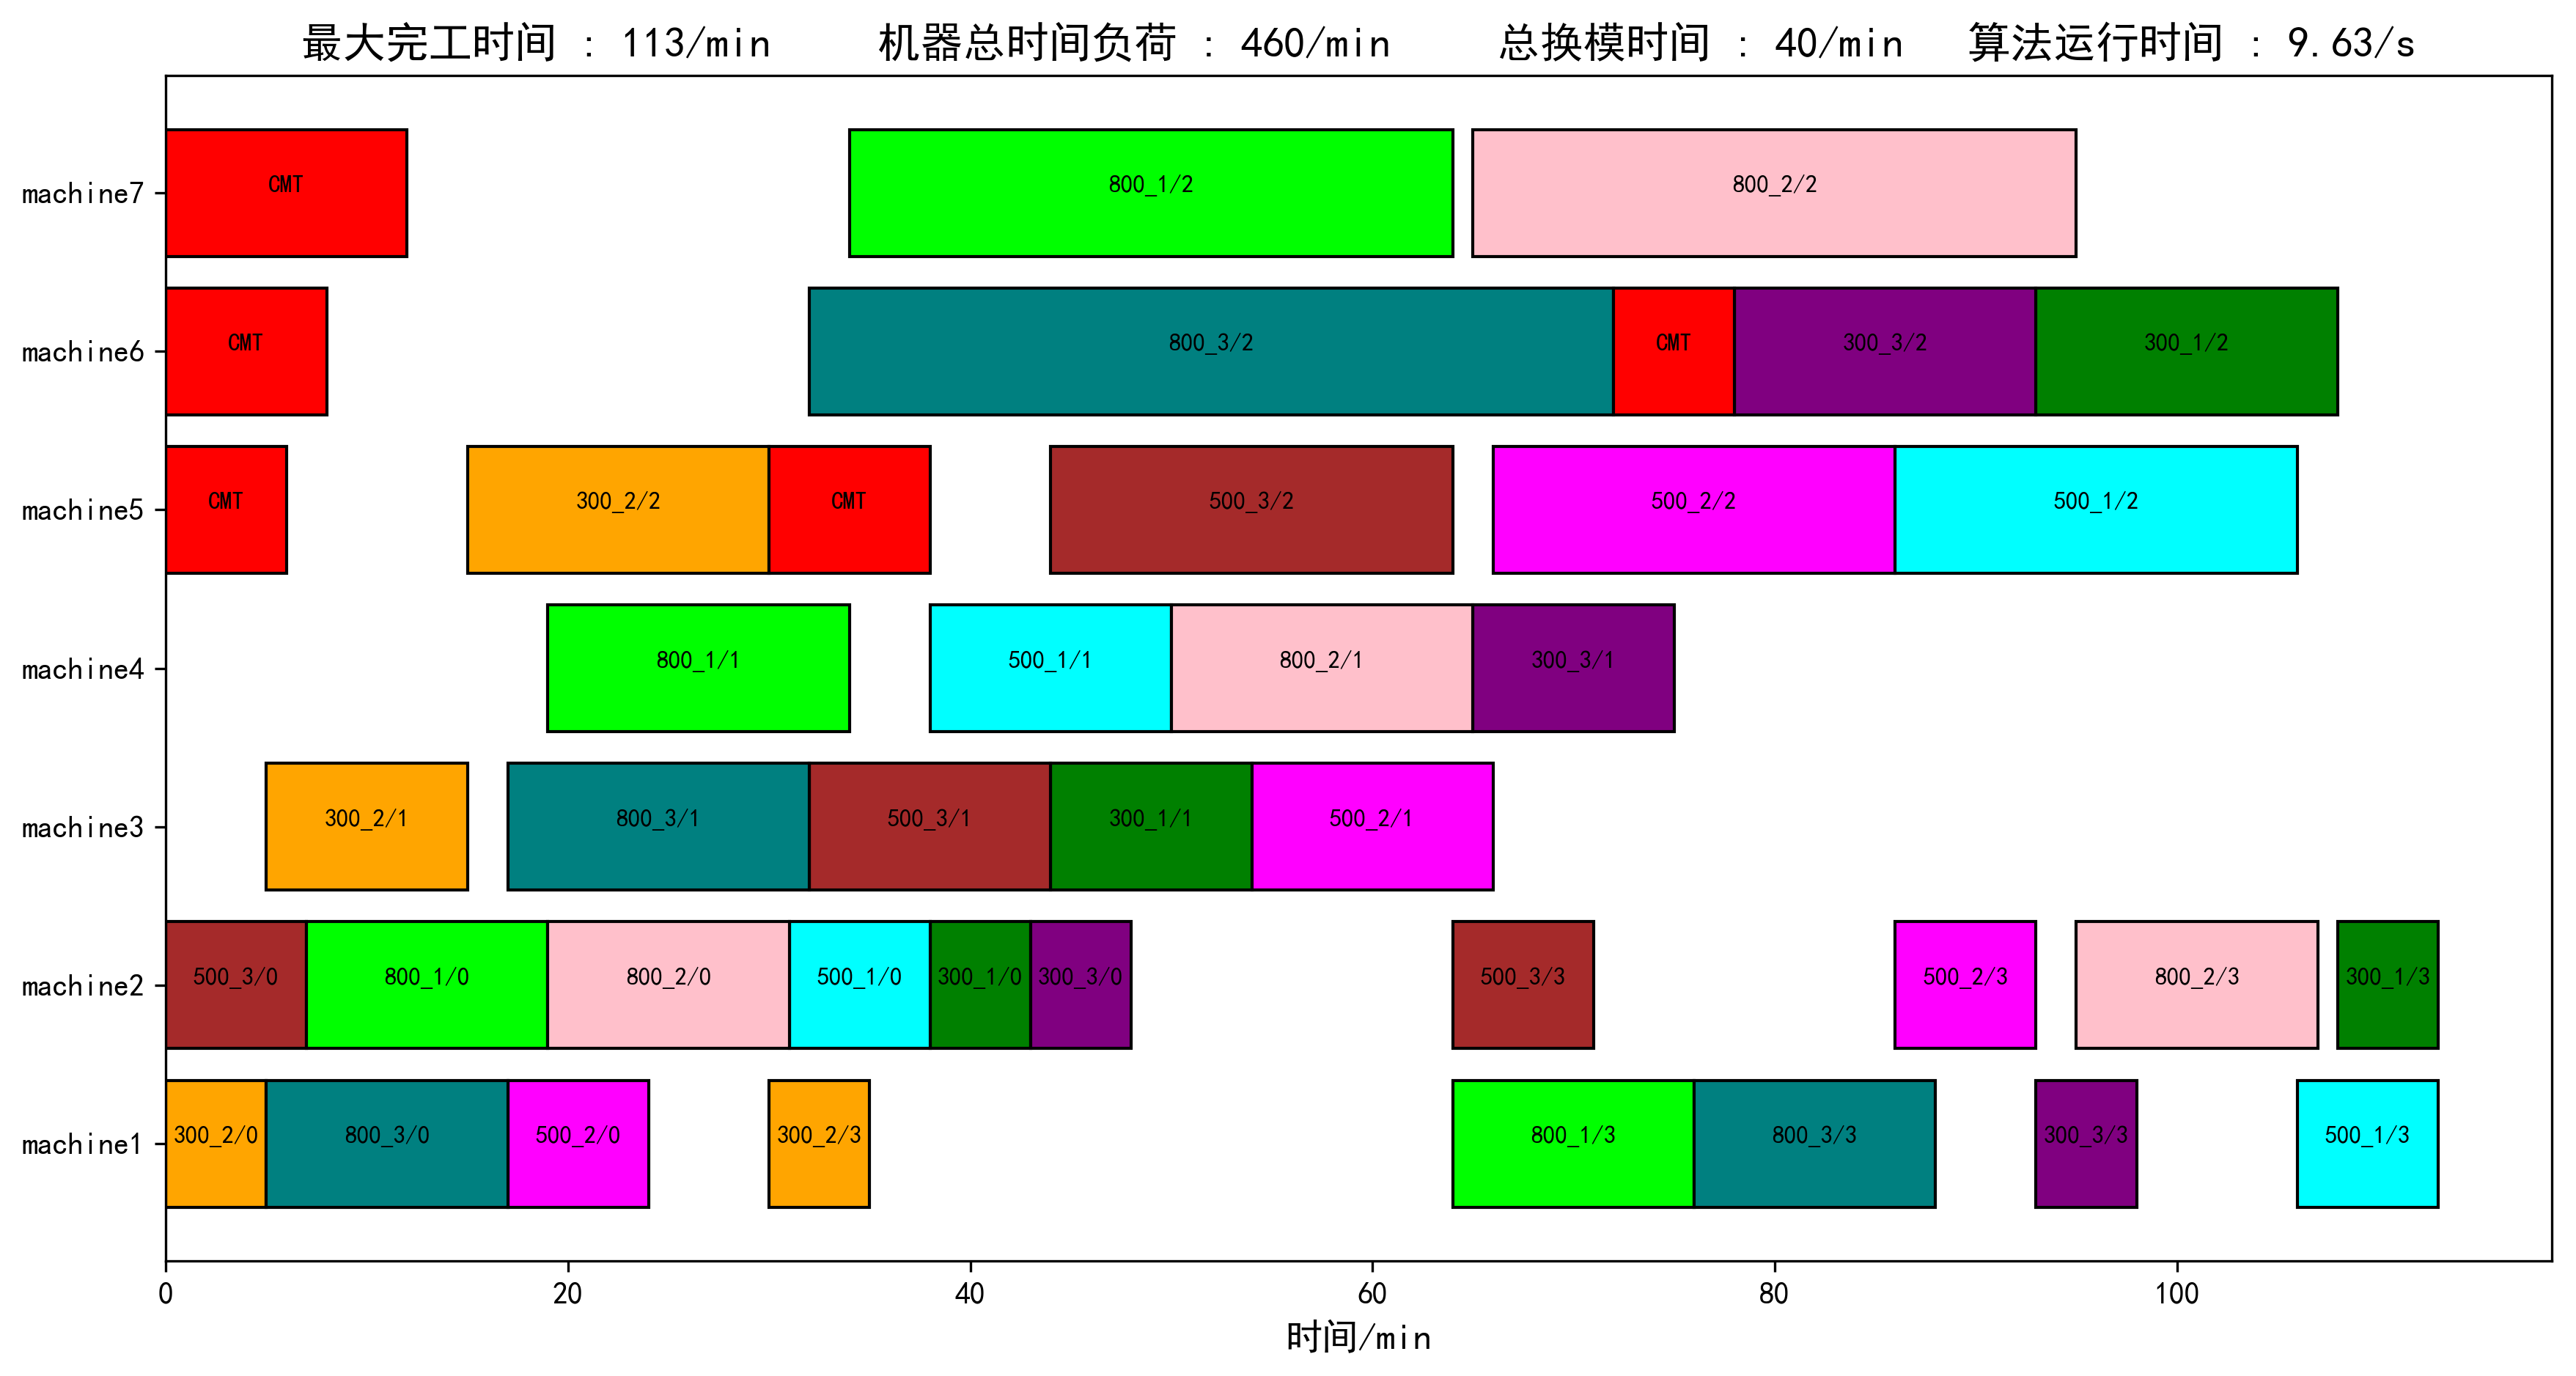 最大完工时间 : 113/min 机器总时间负荷 : 460/min 总换模时间 : 40/min 算法运行时间 : 9.63/s
machine7 CMT 800_1/2 800_2/2
machine6 CMT 800_3/2 CMT 300_3/2 300_1/2
machine5 CMT 300_2/2 CMT 500_3/2 500_2/2 500_1/2
machine4 800_1/1 500_1/1 800_2/1 300_3/1
machine3 300_2/1 800_3/1 500_3/1 300_1/1 500_2/1
machine2 500_3/0 800_1/0 800_2/0 500_1/0 300_1/0 300_3/0 500_3/3 500_2/3 800_2/3 300_1/3
machine1 300_2/0 800_3/0 500_2/0 300_2/3 800_1/3 800_3/3 300_3/3 500_1/3
0 20 40 60 80 100
时间/min